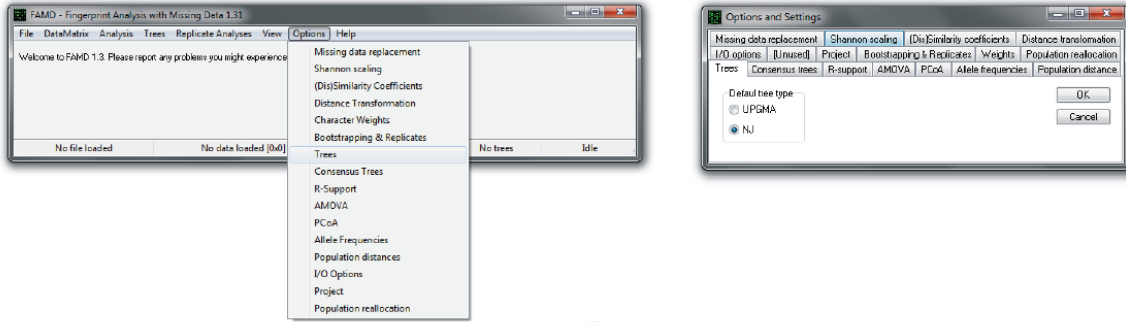 FAMD - Fingerprint Analysis with Missing Data 1.31
File DataMatrix Analysis Trees Replicate Analyses View Options Help
Welcome to FAMD 1.3. Please report any problems you might experience
Missing data replacement
Shannon scaling
(Dis)Similarity Coefficients
Distance Transformation
Character Weights
Bootstrapping & Replicates
Trees
Consensus Trees
R-Support
AMOVA
PCoA
Allele Frequencies
Population distances
I/O Options
Project
Population reallocation
No file loaded No data loaded [0x0] No trees Idle
Options and Settings
Missing data replacement Shannon scaling (Dis)Similarity coefficients Distance translomation
I/O options [Unused] Project Bootstrapping & Replicates Weights Population reallocation
Trees Consensus trees R-support AMOVA PCoA Allele frequencies Population distance
Defaul tree type
UPGMA
NJ
OK
Cancel